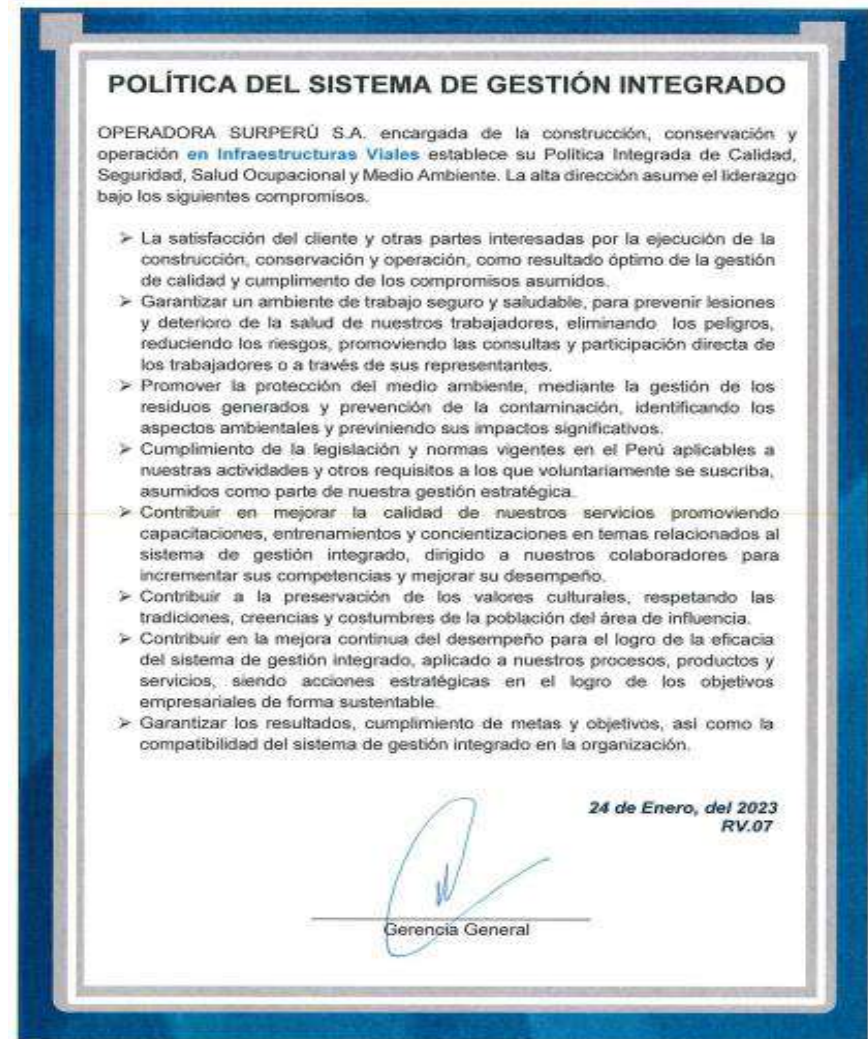 POLÍTICA DEL SISTEMA DE GESTIÓN INTEGRADO
OPERADORA SURPERÚ S.A. encargada de la construcción, conservación y
operación en Infraestructuras Viales establece su Política Integrada de Calidad,
Seguridad, Salud Ocupacional y Medio Ambiente. La alta dirección asume el liderazgo
bajo los siguientes compromisos.
➢ La satisfacción del cliente y otras partes interesadas por la ejecución de la
construcción, conservación y operación, como resultado óptimo de la gestión
de calidad y cumplimento de los compromisos asumidos.
➢ Garantizar un ambiente de trabajo seguro y saludable, para prevenir lesiones
y deterioro de la salud de nuestros trabajadores, eliminando los peligros,
reduciendo los riesgos, promoviendo las consultas y participación directa de
los trabajadores o a través de sus representantes.
➢ Promover la protección del medio ambiente, mediante la gestión de los
residuos generados y prevención de la contaminación, identificando los
aspectos ambientales y previniendo sus impactos significativos.
➢ Cumplimiento de la legislación y normas vigentes en el Perú aplicables a
nuestras actividades y otros requisitos a los que voluntariamente se suscriba,
asumidos como parte de nuestra gestión estratégica.
➢ Contribuir en mejorar la calidad de nuestros servicios promoviendo
capacitaciones, entrenamientos y concientizaciones en temas relacionados al
sistema de gestión integrado, dirigido a nuestros colaboradores para
incrementar sus competencias y mejorar su desempeño.
➢ Contribuir a la preservación de los valores culturales, respetando las
tradiciones, creencias y costumbres de la población del área de influencia.
➢ Contribuir en la mejora continua del desempeño para el logro de la eficacia
del sistema de gestión integrado, aplicado a nuestros procesos, productos y
servicios, siendo acciones estratégicas en el logro de los objetivos
empresariales de forma sustentable.
➢ Garantizar los resultados, cumplimiento de metas y objetivos, así como la
compatibilidad del sistema de gestión integrado en la organización.
24 de Enero, del 2023
RV.07
Gerencia General